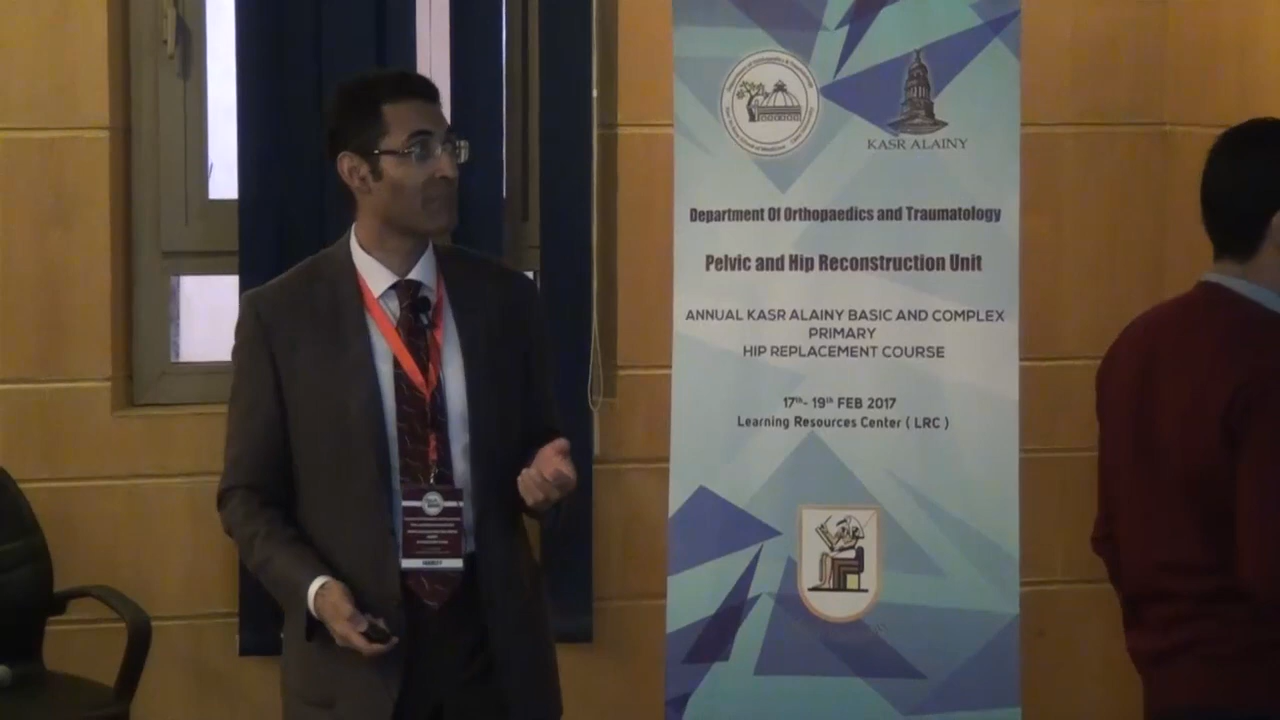 KASR ALAINY
Department Of Orthopaedics and Traumatology
Pelvic and Hip Reconstruction Unit
ANNUAL KASR ALAINY BASIC AND COMPLEX
PRIMARY
HIP REPLACEMENT COURSE
17th- 19th FEB 2017
Learning Resources Center ( LRC )